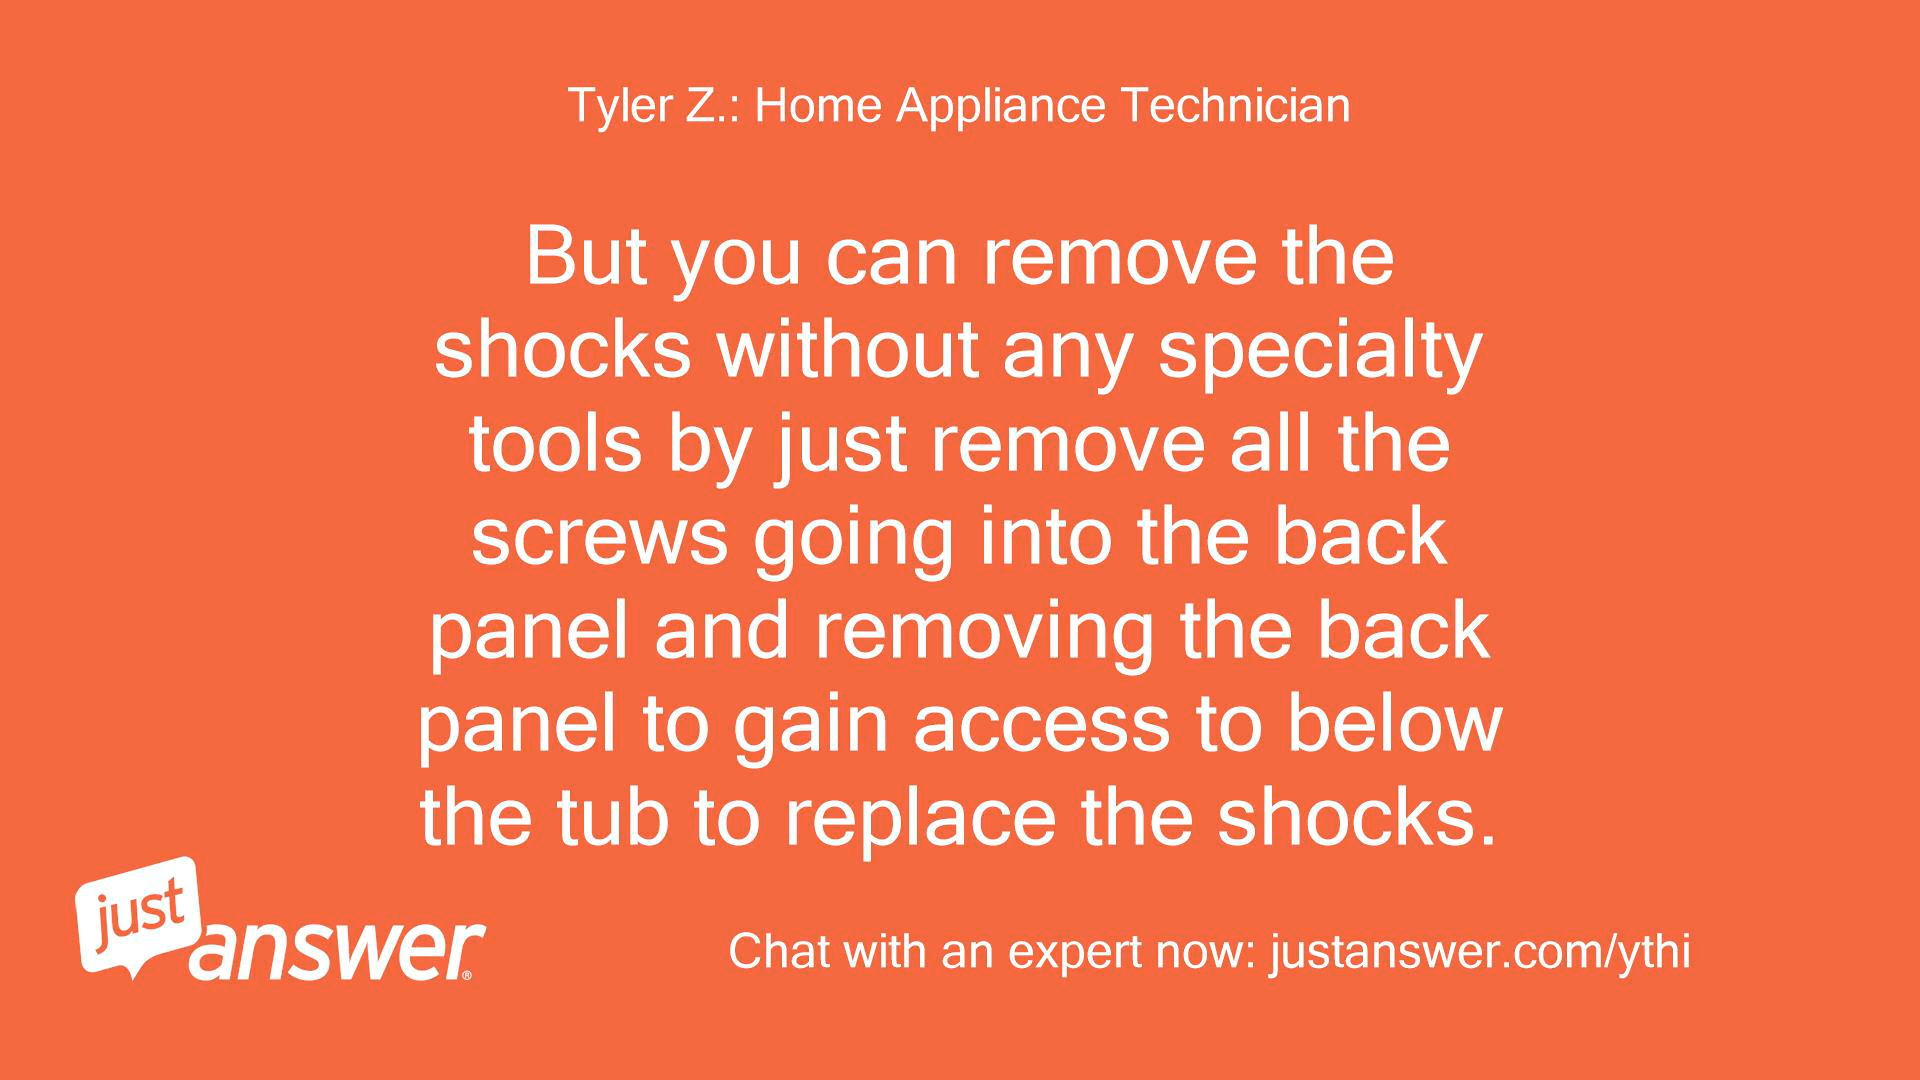 Tyler Z.: Home Appliance Technician
But you can remove the
shocks without any specialty
tools by just remove all the
screws going into the back
panel and removing the back
panel to gain access to below
the tub to replace the shocks.
just
answer®
Chat with an expert now: justanswer.com/ythi